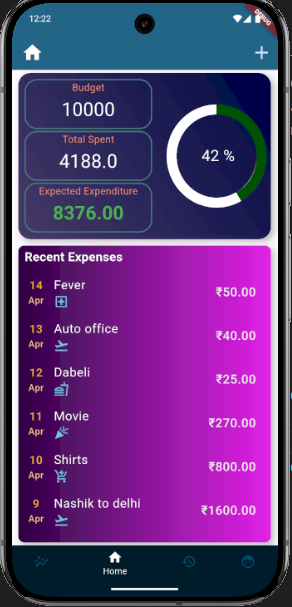 12:22
DEBUG
Budget
10000
Total Spent
4188.0
Expected Expenditure
8376.00
42 %
Recent Expenses
14 Fever
Apr ₹50.00
13 Auto office
Apr ₹40.00
12 Dabeli
Apr ₹25.00
11 Movie
Apr ₹270.00
10 Shirts
Apr ₹800.00
9 Nashik to delhi
Apr ₹1600.00
Home